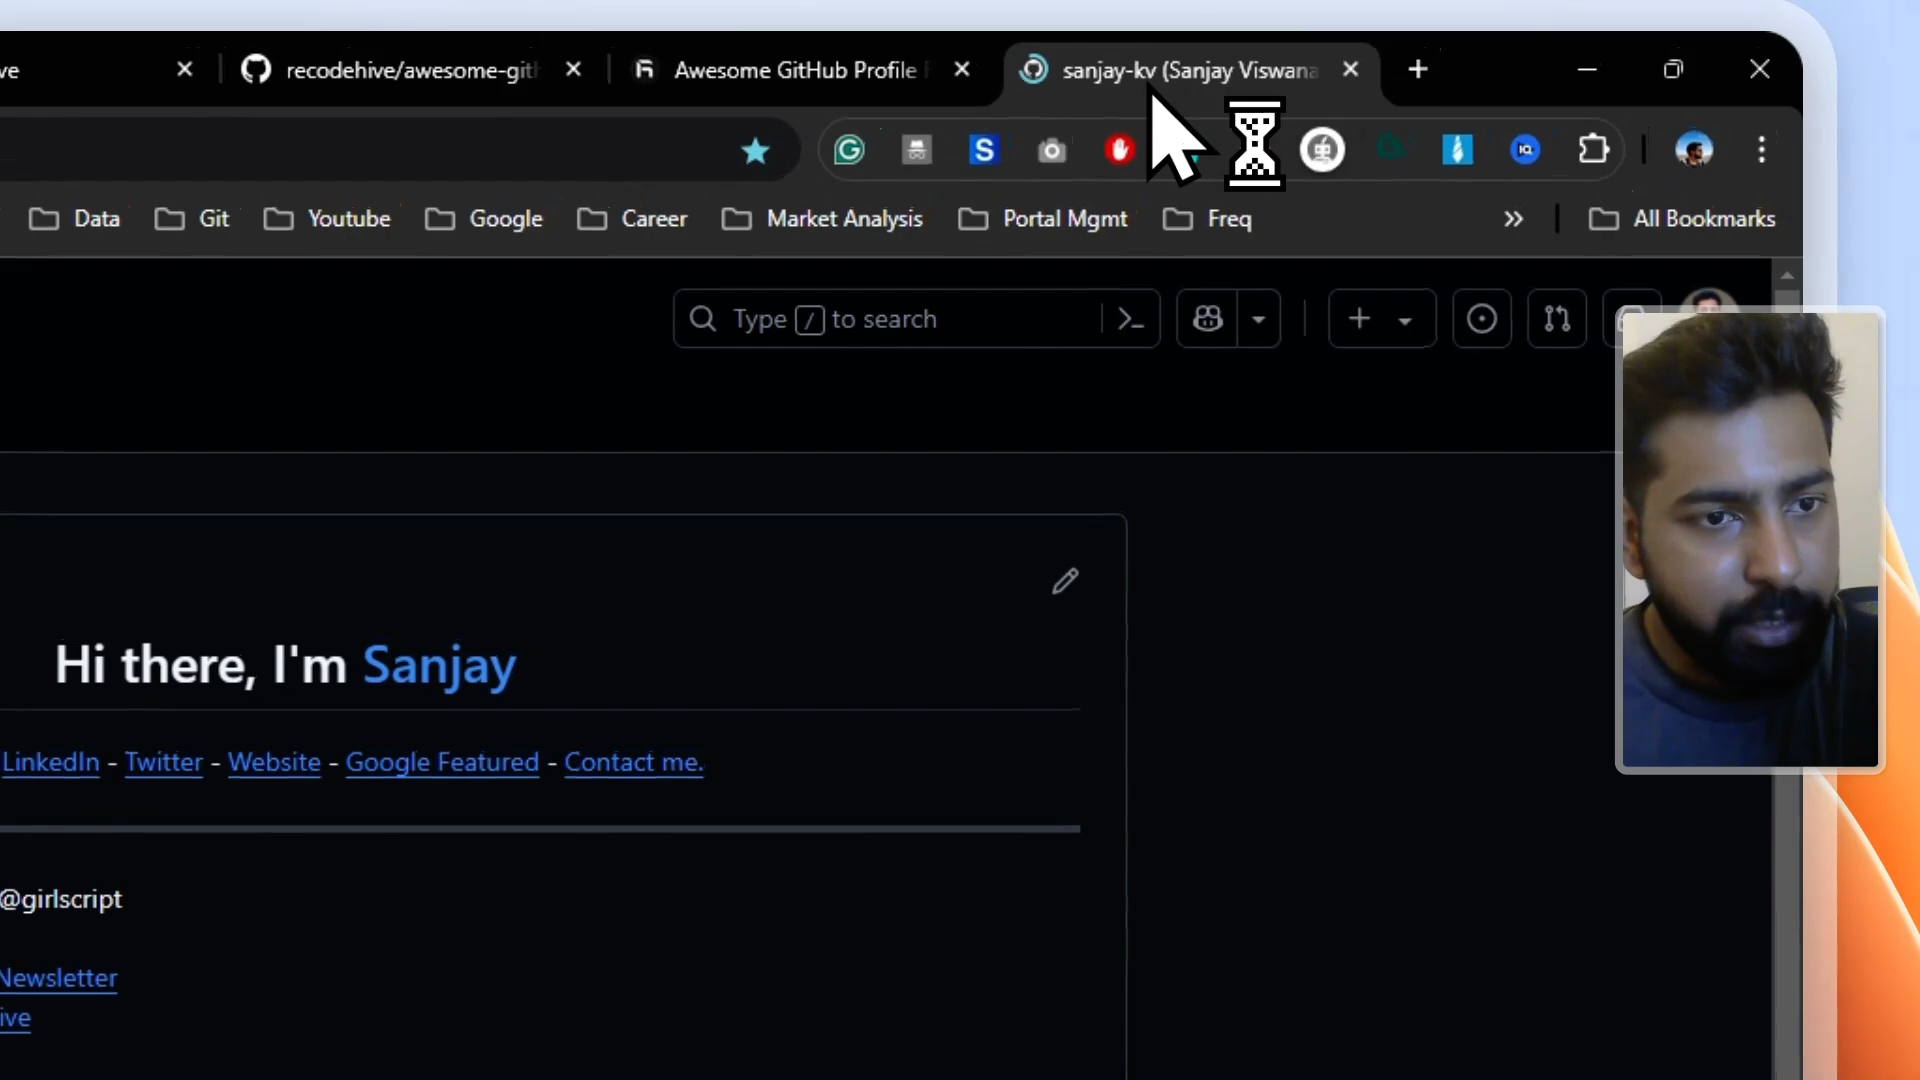 ve
recodehive/awesome-git
Awesome GitHub Profile
sanjay-kv (Sanjay Viswana
G
S
IQ
Data
Git
Youtube
Google
Career
Market Analysis
Portal Mgmt
Freq
All Bookmarks
Type / to search
Hi there, I'm Sanjay
LinkedIn - Twitter - Website - Google Featured - Contact me.
@girlscript
Newsletter
ive